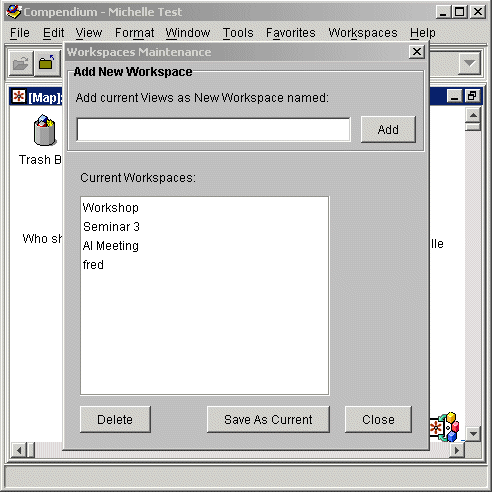 Compendium - Michelle Test
File Edit View Format Window Tools Favorites Workspaces Help
Workspaces Maintenance
Add New Workspace
Add current Views as New Workspace named:
Add
[Map]:
Trash B
Current Workspaces:
Workshop
Seminar 3
AI Meeting
fred
Who sh
lle
Delete Save As Current Close